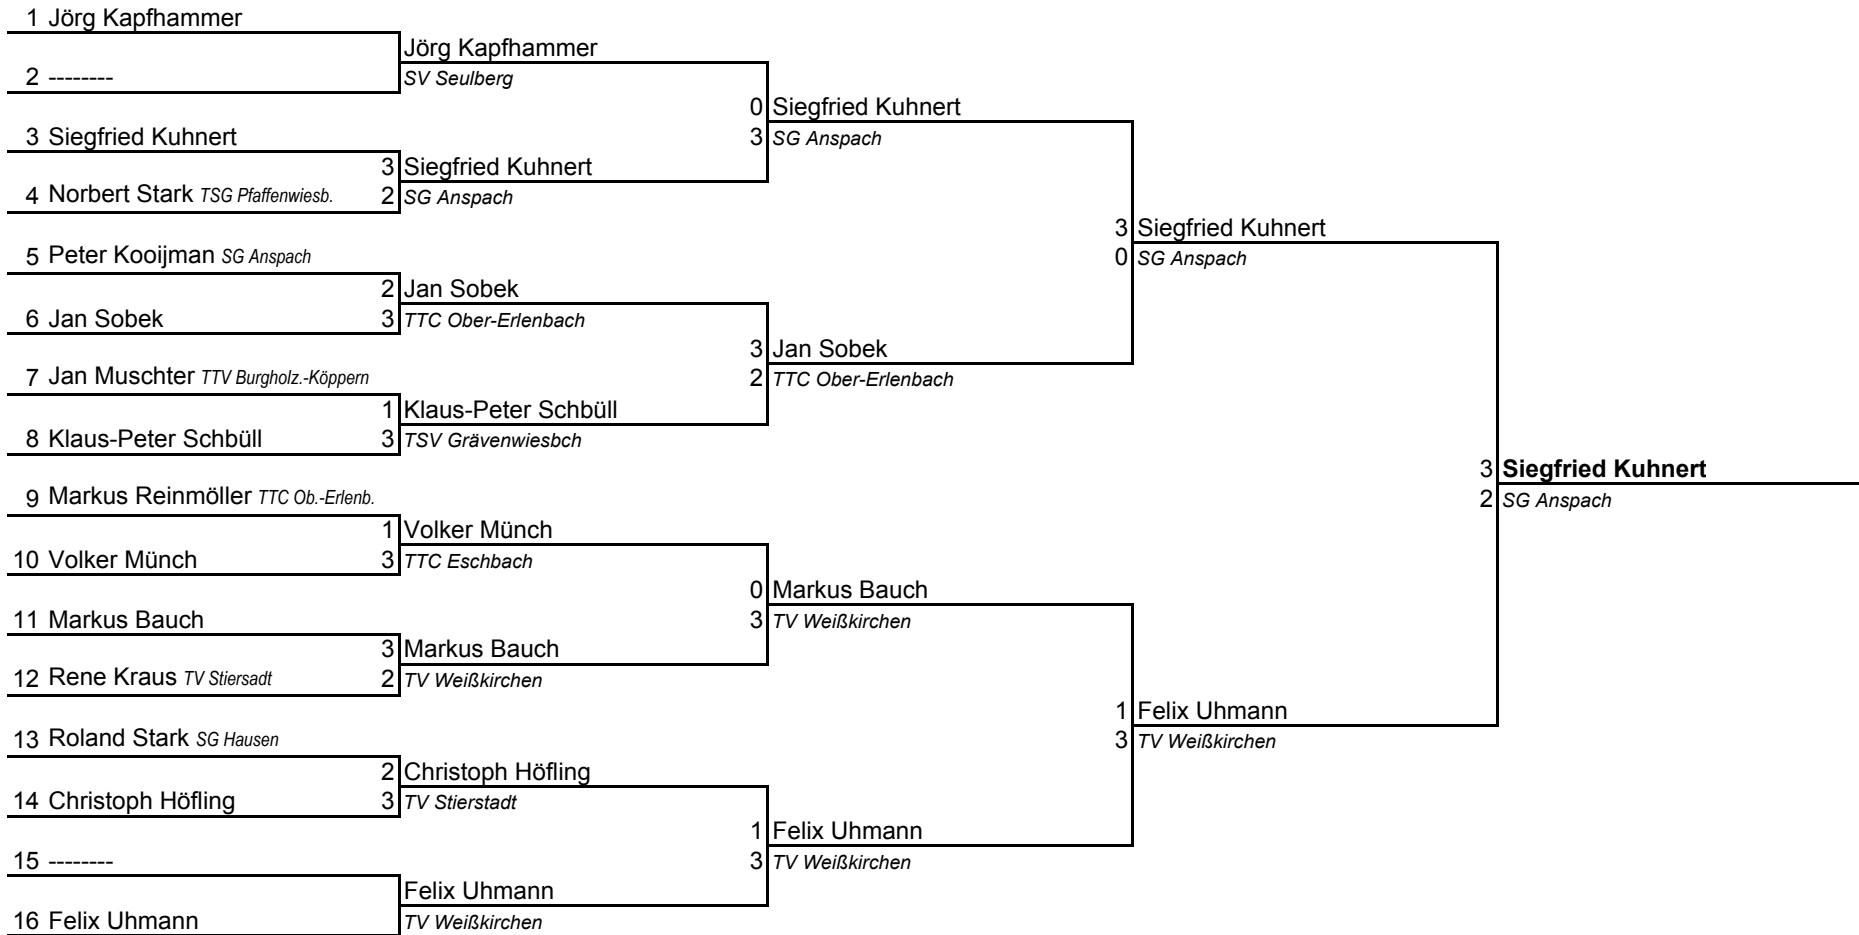 1 Jörg Kapfhammer
Jörg Kapfhammer
2 --------
SV Seulberg
0 Siegfried Kuhnert
3 Siegfried Kuhnert
3 SG Anspach
3 Siegfried Kuhnert
4 Norbert Stark TSG Pfaffenwiesb.
2 SG Anspach
3 Siegfried Kuhnert
5 Peter Kooijman SG Anspach
0 SG Anspach
2 Jan Sobek
6 Jan Sobek
3 TTC Ober-Erlenbach
3 Jan Sobek
7 Jan Muschter TTV Burgholz.-Köppern
2 TTC Ober-Erlenbach
1 Klaus-Peter Schbüll
8 Klaus-Peter Schbüll
3 TSV Grävenwiesbch
3 Siegfried Kuhnert
9 Markus Reinmöller TTC Ob.-Erlenb.
2 SG Anspach
1 Volker Münch
10 Volker Münch
3 TTC Eschbach
0 Markus Bauch
11 Markus Bauch
3 TV Weißkirchen
3 Markus Bauch
12 Rene Kraus TV Stiersadt
2 TV Weißkirchen
1 Felix Uhmann
13 Roland Stark SG Hausen
3 TV Weißkirchen
2 Christoph Höfling
14 Christoph Höfling
3 TV Stierstadt
1 Felix Uhmann
15 --------
3 TV Weißkirchen
Felix Uhmann
16 Felix Uhmann
TV Weißkirchen